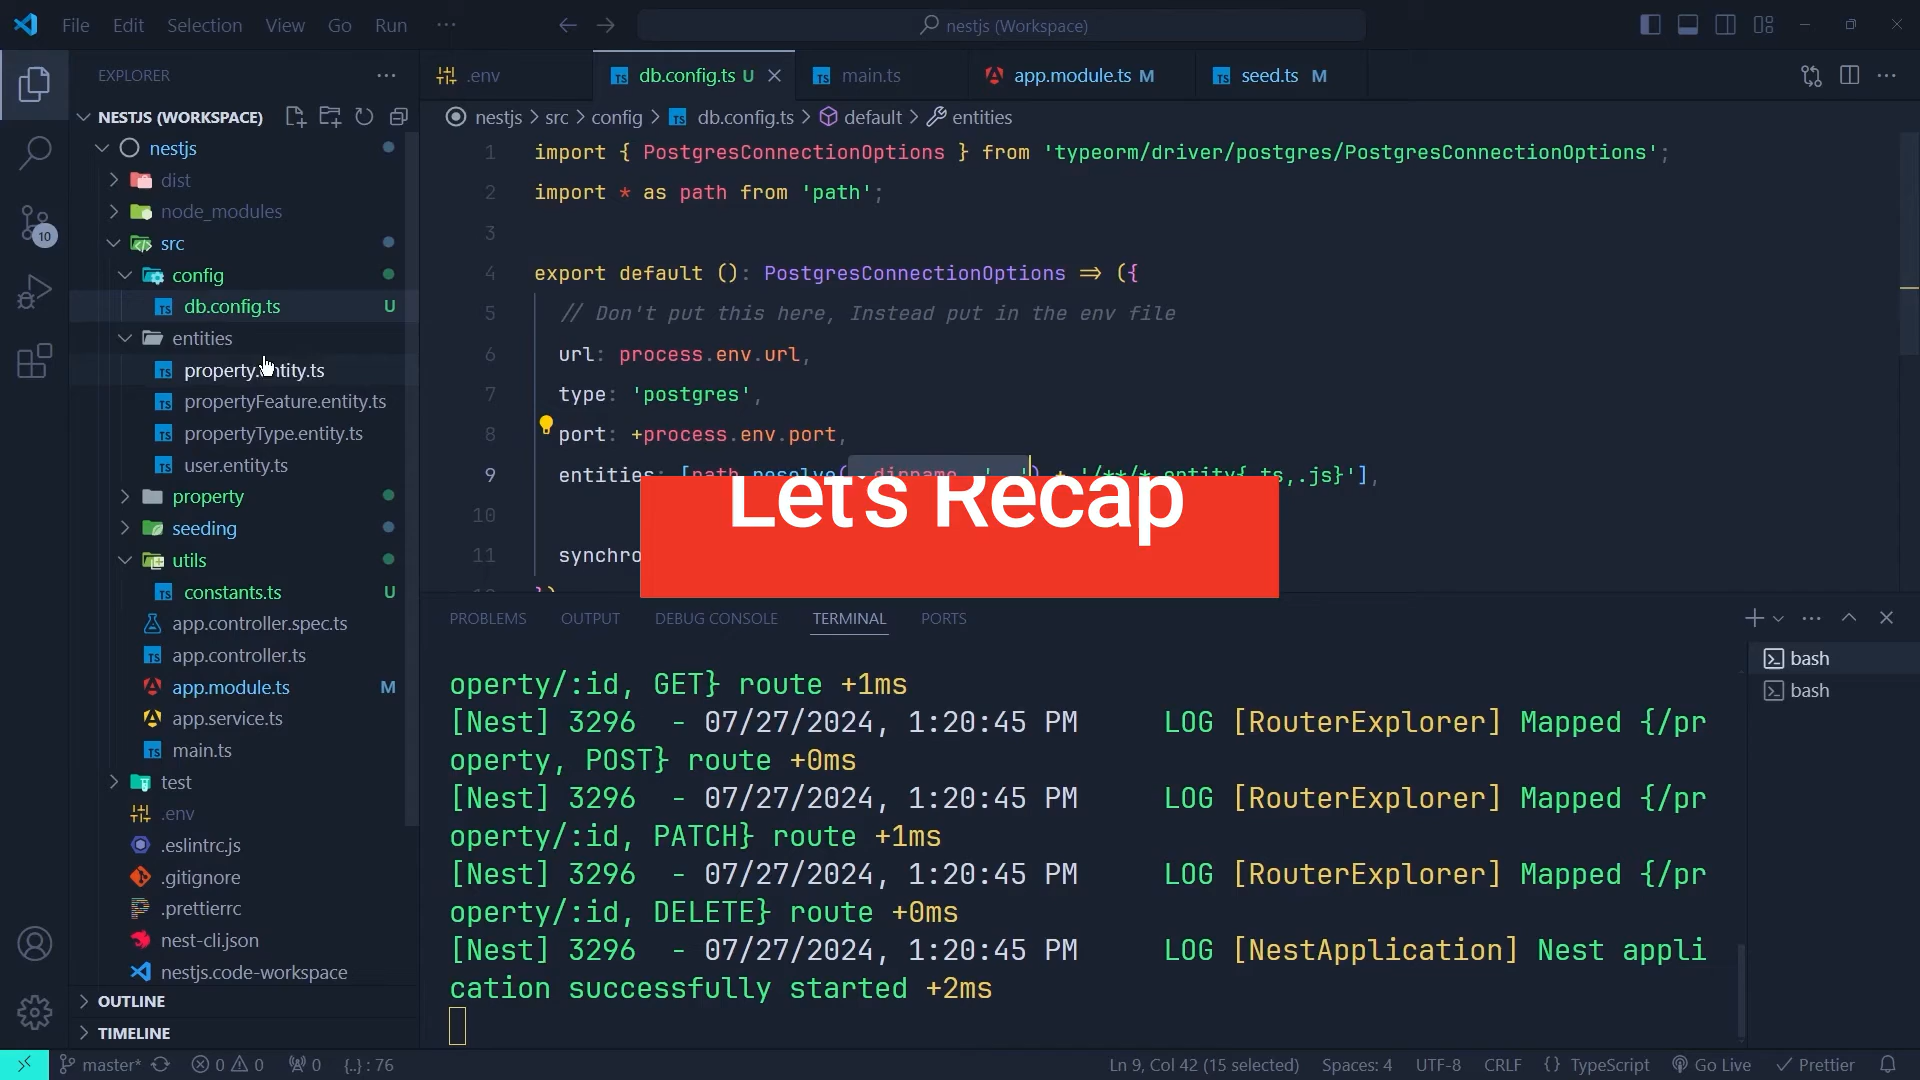 File Edit Selection View Go Run ···
nestjs (Workspace)
EXPLORER
NESTJS (WORKSPACE)
nestjs
dist
node_modules
src
config
db.config.ts U
entities
property.entity.ts
propertyFeature.entity.ts
propertyType.entity.ts
user.entity.ts
property
seeding
utils
constants.ts U
app.controller.spec.ts
app.controller.ts
app.module.ts M
app.service.ts
main.ts
test
.env
.eslintrc.js
.gitignore
.prettierrc
nest-cli.json
nestjs.code-workspace
OUTLINE
TIMELINE
10
.env
db.config.ts U
main.ts
app.module.ts M
seed.ts M
nestjs > src > config > db.config.ts > default > entities
1 import { PostgresConnectionOptions } from 'typeorm/driver/postgres/PostgresConnectionOptions';
2 import * as path from 'path';
3
4 export default (): PostgresConnectionOptions => ({
5 // Don't put this here, Instead put in the env file
6 url: process.env.url,
7 type: 'postgres',
8 port: +process.env.port,
9 entities: [path.resolve(__dirname, '..') + '/**/*.entity{.ts,.js}'],
10
11 synchro
Let's Recap
PROBLEMS OUTPUT DEBUG CONSOLE TERMINAL PORTS
operty/:id, GET} route +1ms
[Nest] 3296 - 07/27/2024, 1:20:45 PM LOG [RouterExplorer] Mapped {/pr
operty, POST} route +0ms
[Nest] 3296 - 07/27/2024, 1:20:45 PM LOG [RouterExplorer] Mapped {/pr
operty/:id, PATCH} route +1ms
[Nest] 3296 - 07/27/2024, 1:20:45 PM LOG [RouterExplorer] Mapped {/pr
operty/:id, DELETE} route +0ms
[Nest] 3296 - 07/27/2024, 1:20:45 PM LOG [NestApplication] Nest appli
cation successfully started +2ms
bash
bash
master* 0 0 0 {..} : 76
Ln 9, Col 42 (15 selected) Spaces: 4 UTF-8 CRLF {} TypeScript Go Live Prettier